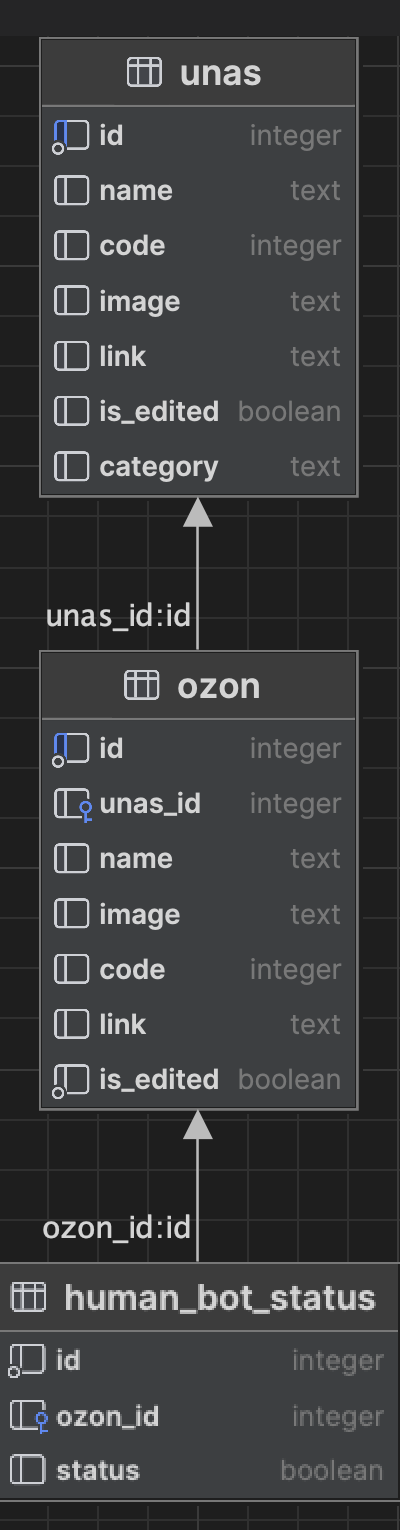 unas
id integer
name text
code integer
image text
link text
is_edited boolean
category text
unas_id:id
ozon
id integer
unas_id integer
name text
image text
code integer
link text
is_edited boolean
ozon_id:id
human_bot_status
id integer
ozon_id integer
status boolean